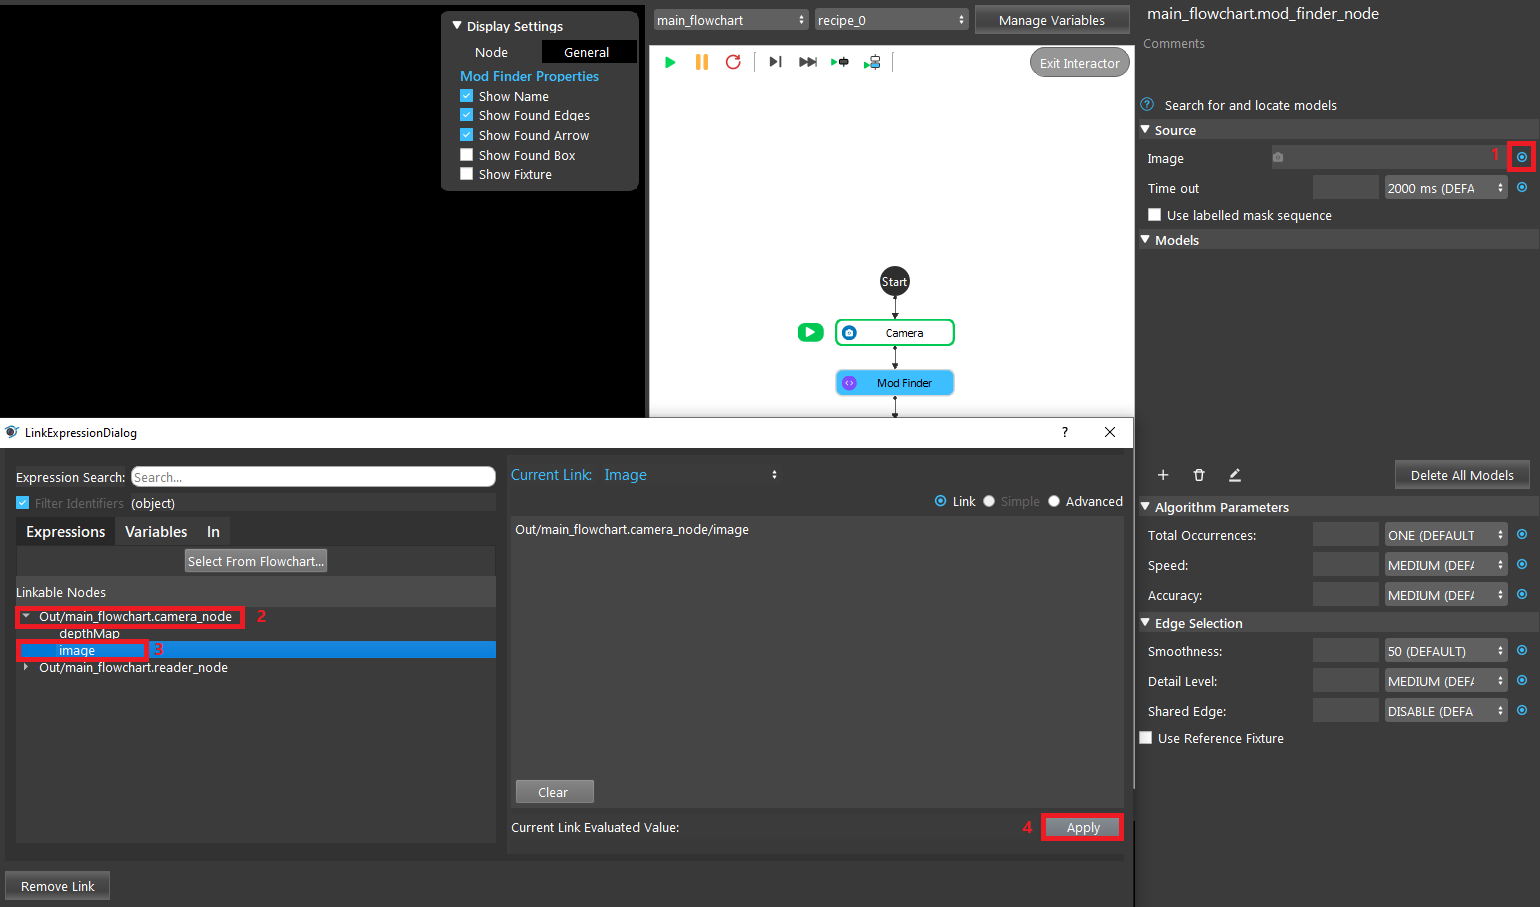 Display Settings
Node
General
Mod Finder Properties
Show Name
Show Found Edges
Show Found Arrow
Show Found Box
Show Fixture
main_flowchart
recipe_0
Manage Variables
Exit Interactor
Start
Camera
Mod Finder
main_flowchart.mod_finder_node
Comments
? Search for and locate models
Source
Image
1
Time out
2000 ms (DEFA
Use labelled mask sequence
Models
Delete All Models
Algorithm Parameters
Total Occurrences:
ONE (DEFAULT
Speed:
MEDIUM (DEFA
Accuracy:
MEDIUM (DEFA
Edge Selection
Smoothness:
50 (DEFAULT)
Detail Level:
MEDIUM (DEFA
Shared Edge:
DISABLE (DEFA
Use Reference Fixture
LinkExpressionDialog
?
Expression Search:
Search...
Filter Identifiers
(object)
Expressions
Variables
In
Select From Flowchart...
Linkable Nodes
Out/main_flowchart.camera_node
2
depthMap
image
3
Out/main_flowchart.reader_node
Current Link:
Image
Link
Simple
Advanced
Out/main_flowchart.camera_node/image
Clear
Current Link Evaluated Value:
4
Apply
Remove Link